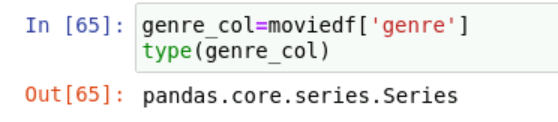 In [65]: genre_col=moviedf['genre']
type(genre_col)
Out[65]: pandas.core.series.Series